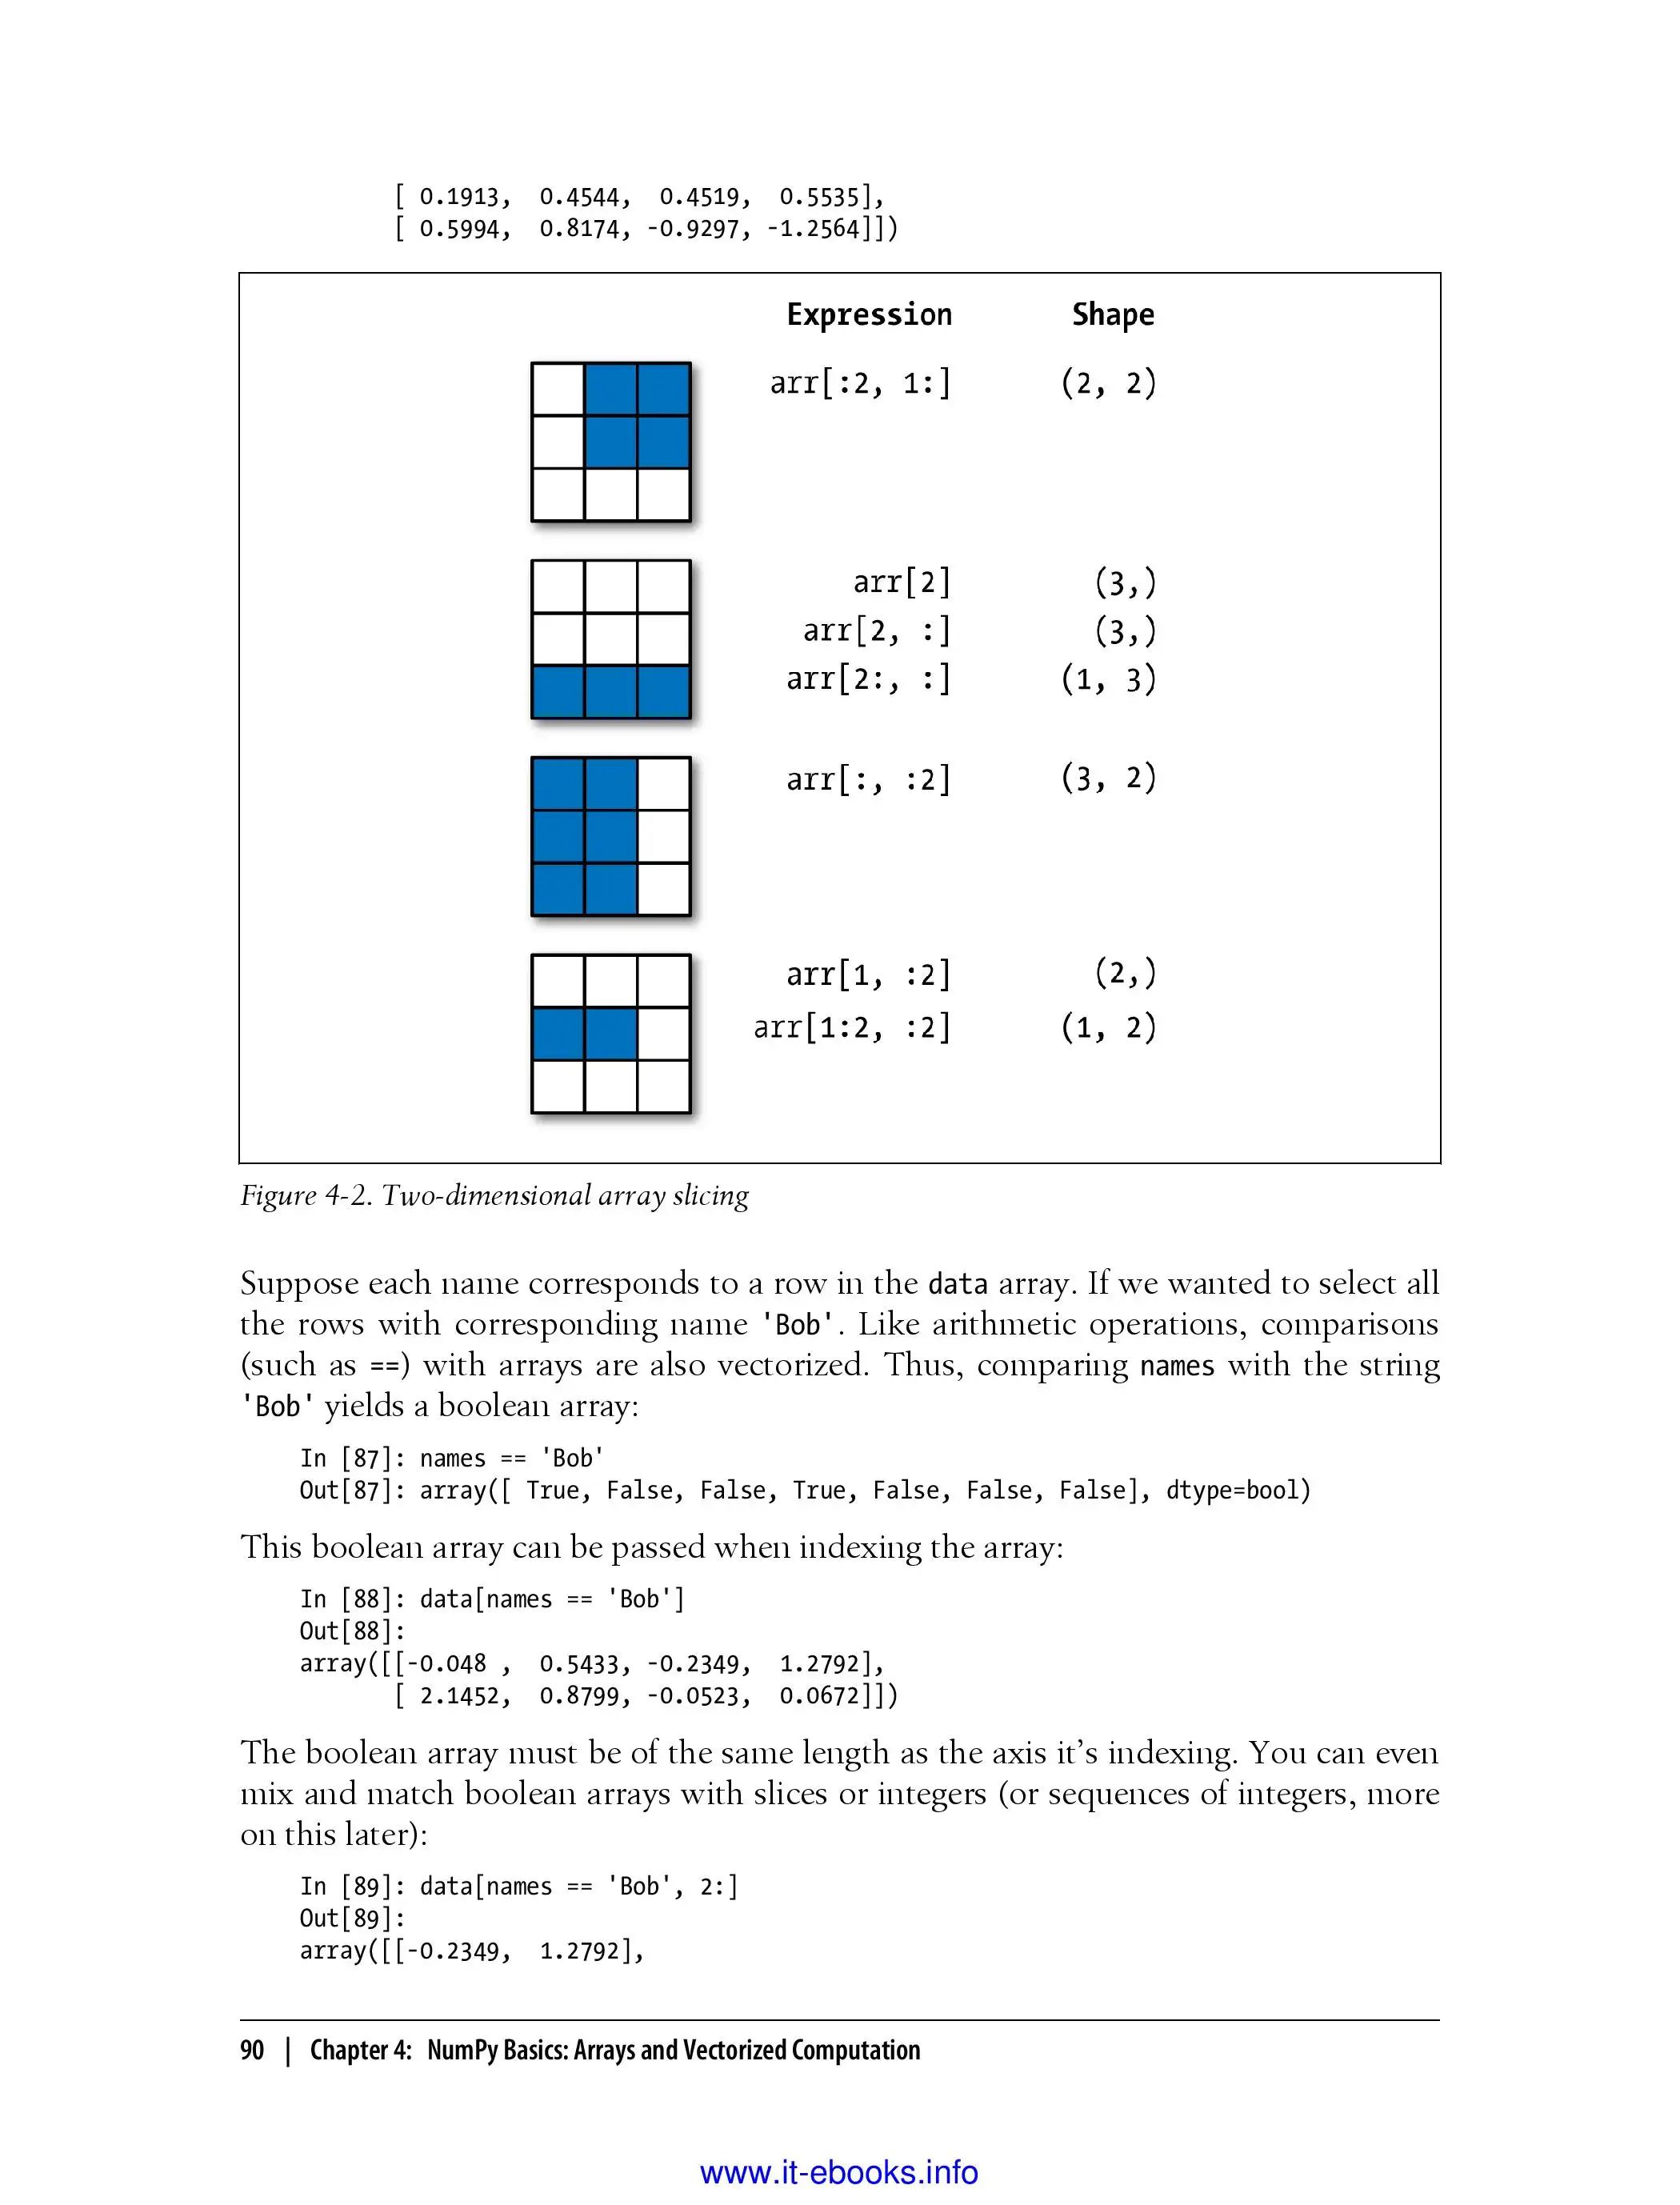 [ 0.1913,  0.4544,  0.4519,  0.5535],
[ 0.5994,  0.8174, -0.9297, -1.2564]])
Expression Shape
arr[:2, 1:] (2, 2)
arr[2] (3,)
arr[2, :] (3,)
arr[2:, :] (1, 3)
arr[:, :2] (3, 2)
arr[1, :2] (2,)
arr[1:2, :2] (1, 2)
Figure 4-2. Two-dimensional array slicing
Suppose each name corresponds to a row in the data array. If we wanted to select all
the rows with corresponding name 'Bob'. Like arithmetic operations, comparisons
(such as ==) with arrays are also vectorized. Thus, comparing names with the string
'Bob' yields a boolean array:
In [87]: names == 'Bob'
Out[87]: array([ True, False, False, True, False, False, False], dtype=bool)
This boolean array can be passed when indexing the array:
In [88]: data[names == 'Bob']
Out[88]:
array([[-0.048 ,  0.5433, -0.2349,  1.2792],
[ 2.1452,  0.8799, -0.0523,  0.0672]])
The boolean array must be of the same length as the axis it’s indexing. You can even
mix and match boolean arrays with slices or integers (or sequences of integers, more
on this later):
In [89]: data[names == 'Bob', 2:]
Out[89]:
array([[-0.2349,  1.2792],
90 | Chapter 4: NumPy Basics: Arrays and Vectorized Computation
www.it-ebooks.info